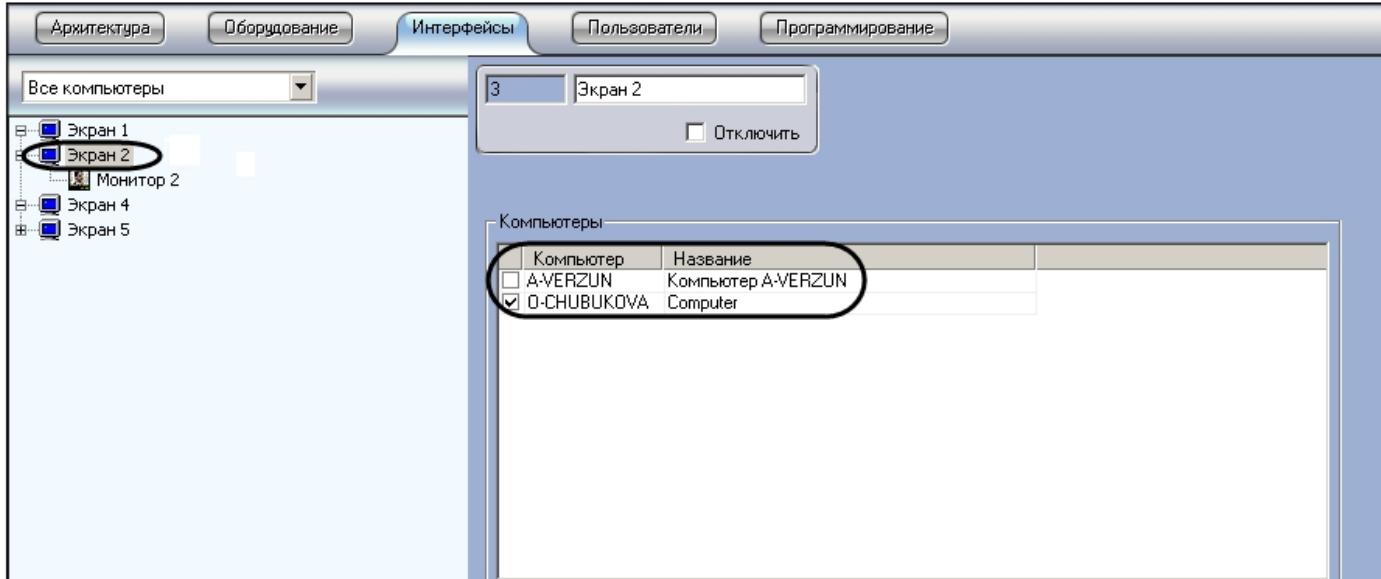 Архитектура Оборудование Интерфейсы Пользователи Программирование
Все компьютеры
Экран 1
Экран 2
Монитор 2
Экран 4
Экран 5
3 Экран 2
Отключить
Компьютеры
Компьютер Название
A-VERZUN Компьютер A-VERZUN
O-CHUBUKOVA Computer